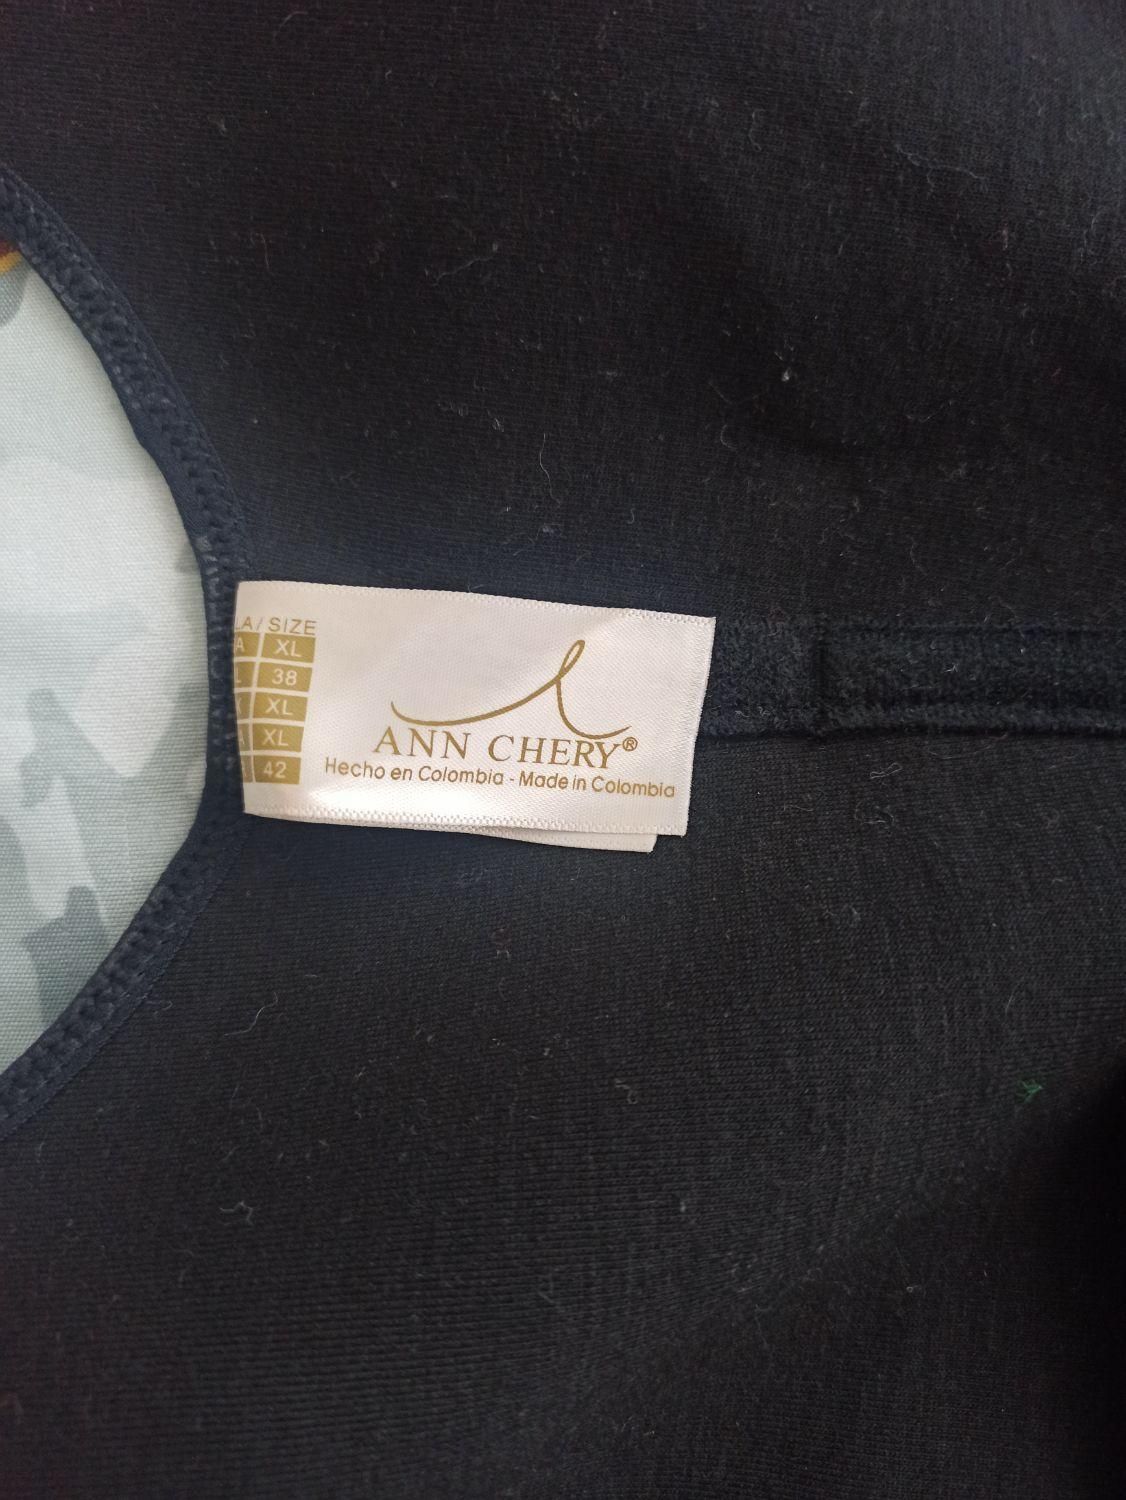 LA / SIZE
A XL
L 38
XL
A XL
42
ANN CHERY®
Hecho en Colombia - Made in Colombia